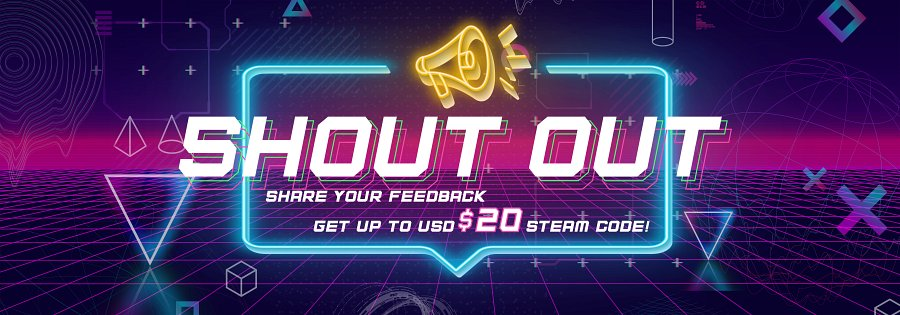 SHOUT OUT
SHARE YOUR FEEDBACK
GET UP TO USD $20 STEAM CODE!